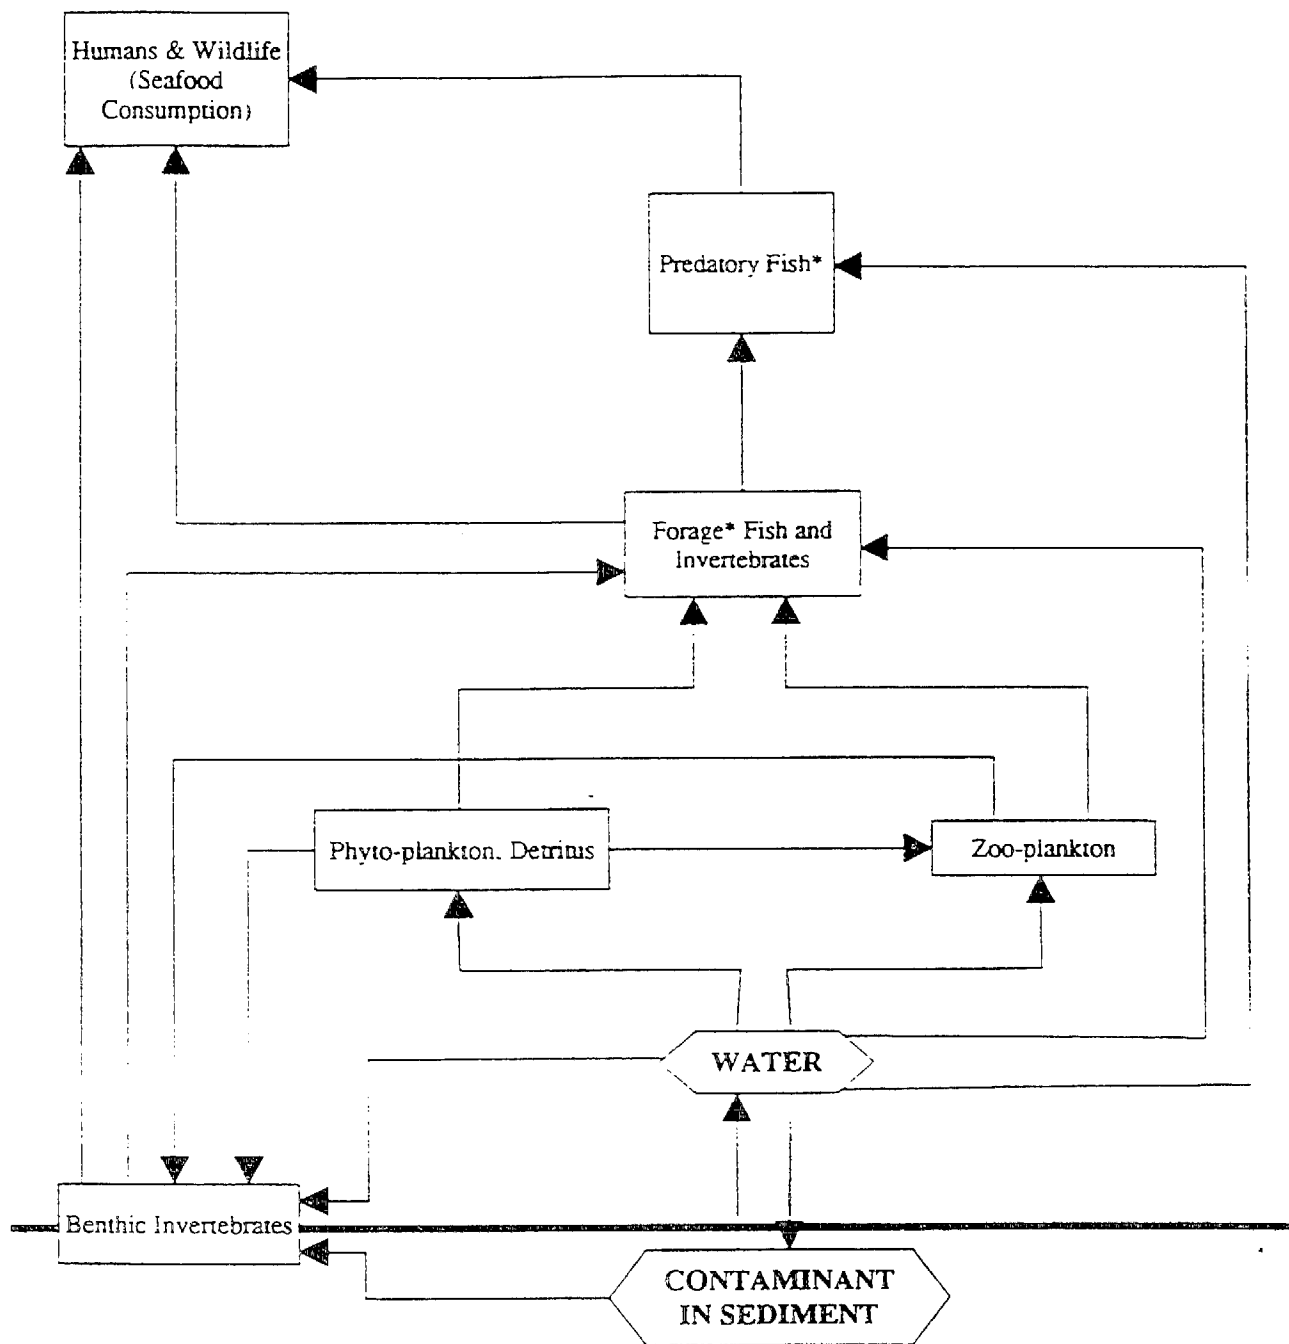 Humans & Wildlife
(Seafood
Consumption)
Predatory Fish*
Forage* Fish and
Invertebrates
Phyto-plankton, Detritus
Zoo-plankton
WATER
Benthic Invertebrates
CONTAMINANT
IN SEDIMENT